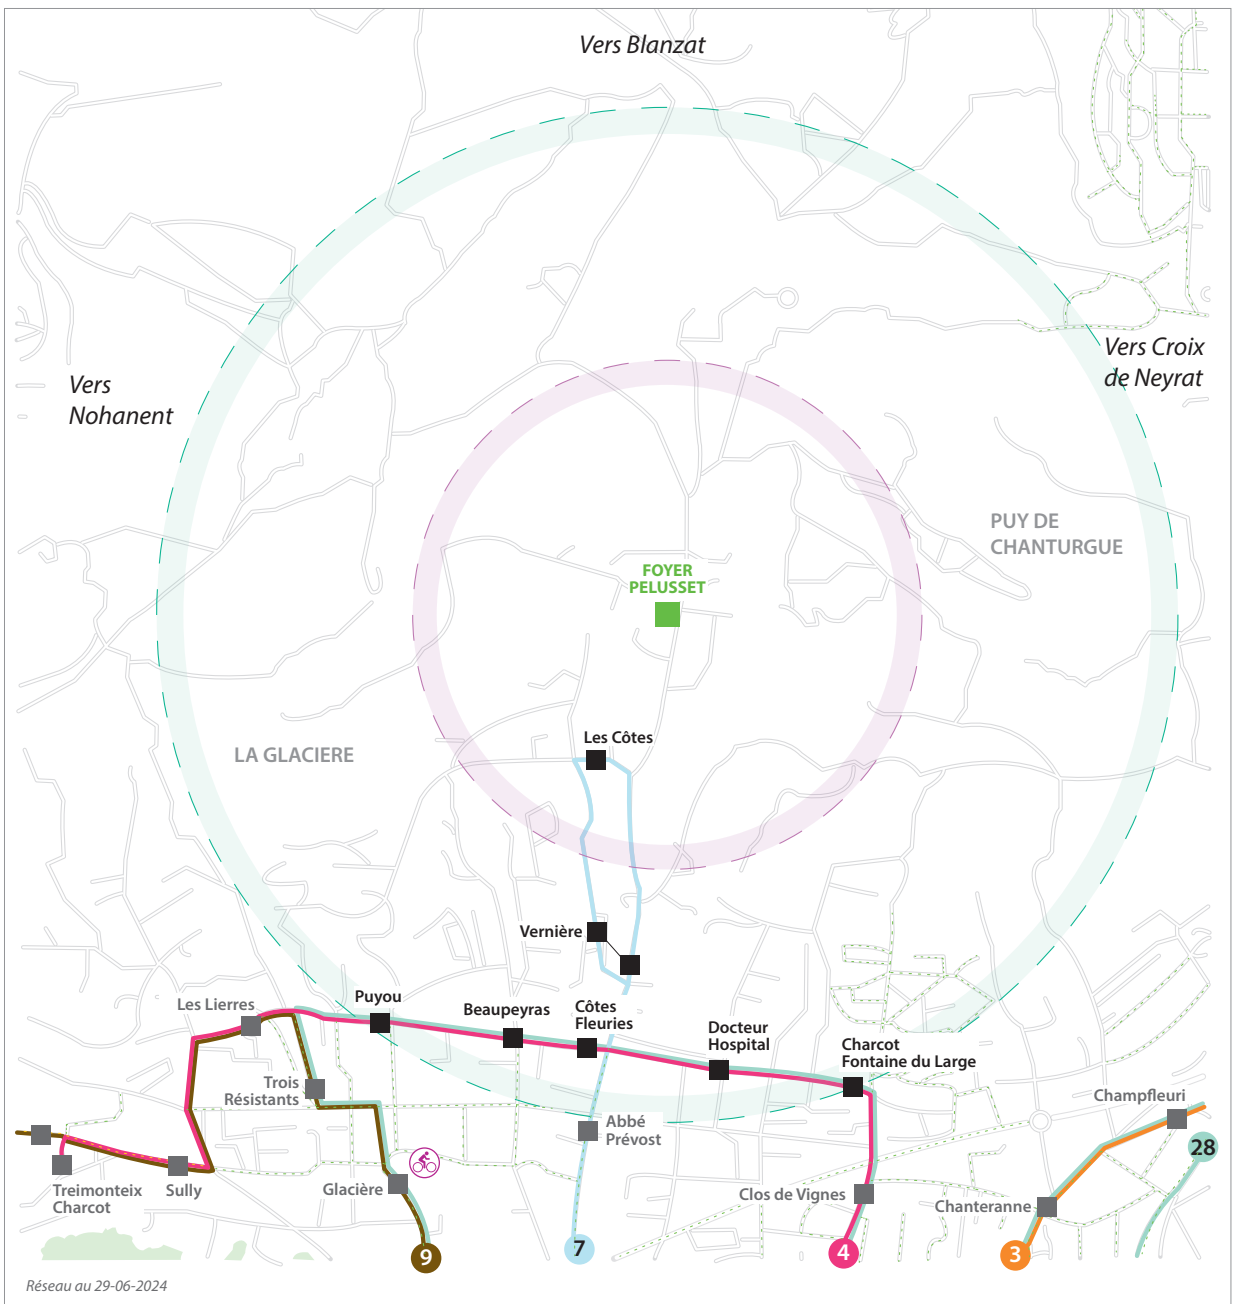 Vers Blanzat
Vers Croix
de Neyrat
Vers
Nohanent
PUY DE
CHANTURGUE
FOYER
PELUSSET
Les Côtes
LA GLACIERE
Vernière
Puyou
Les Lierres
Beaupeyras
Côtes
Fleuries
Docteur
Hospital
Charcot
Fontaine du Large
Trois
Résistants
Champfleuri
Abbé
Prévost
28
Treimonteix
Charcot
Sully
Glacière
Clos de Vignes
Chanteranne
9
7
4
3
Réseau au 29-06-2024